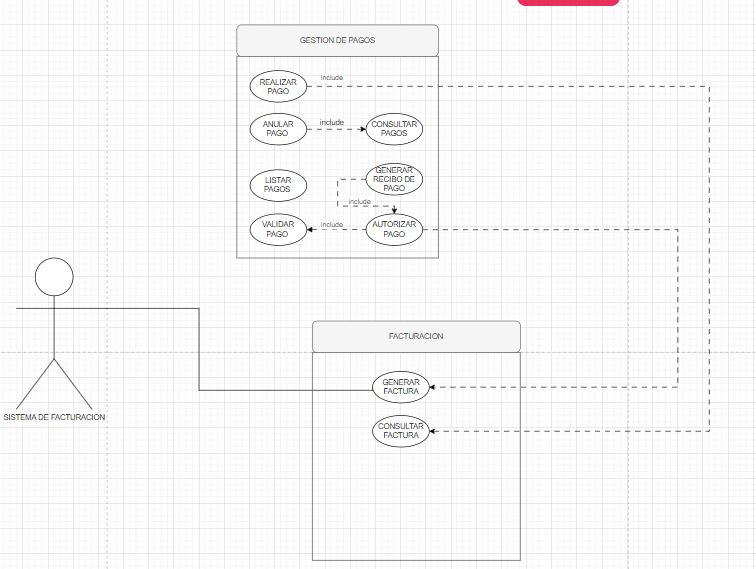 GESTION DE PAGOS
REALIZAR
PAGO
include
ANULAR
PAGO
include
CONSULTAR
PAGOS
LISTAR
PAGOS
GENERAR
RECIBO DE
PAGO
include
VALIDAR
PAGO
include
AUTORIZAR
PAGO
SISTEMA DE FACTURACION
FACTURACION
GENERAR
FACTURA
CONSULTAR
FACTURA